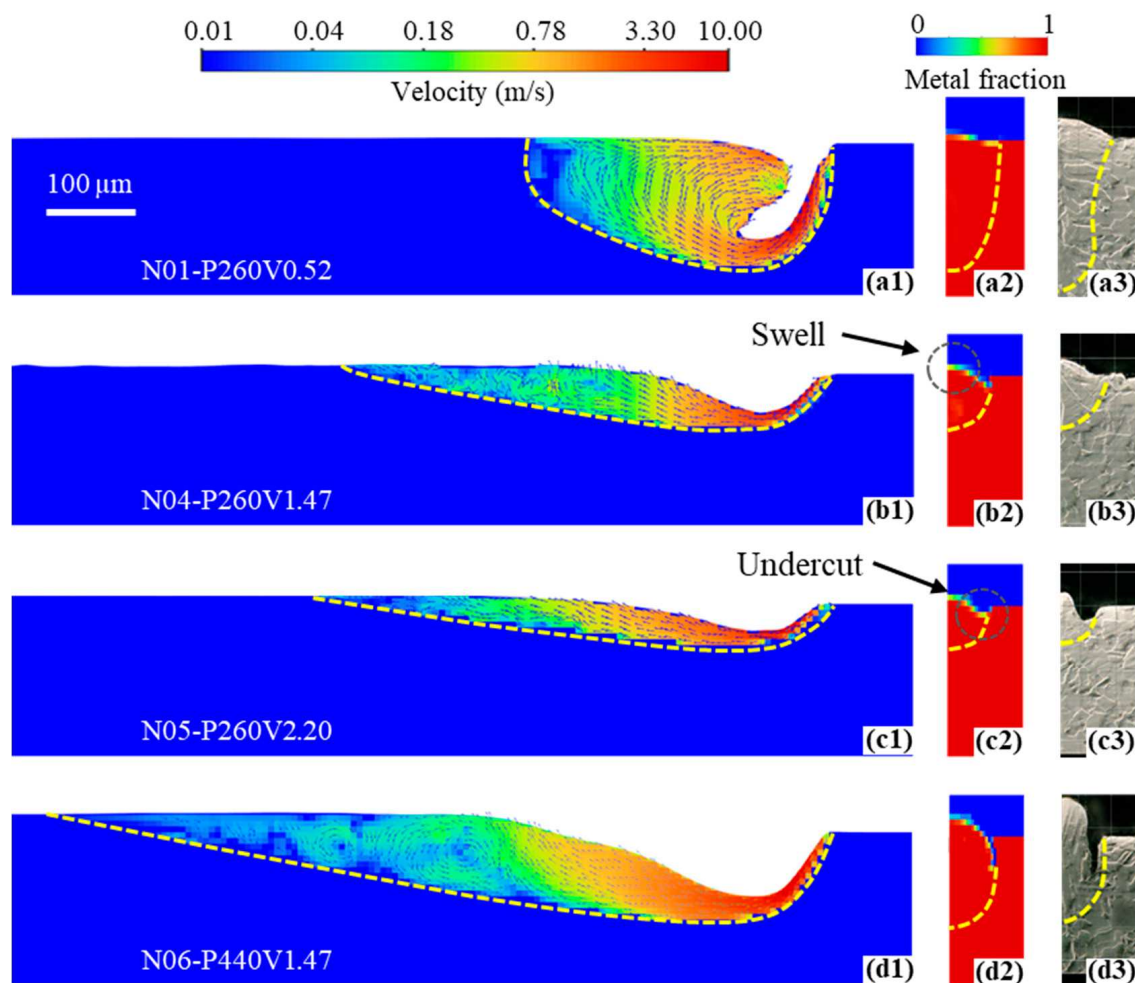 0.01 0.04 0.18 0.78 3.30 10.00
Velocity (m/s)
0 1
Metal fraction
100 µm
N01-P260V0.52
(a1)
(a2)
(a3)
Swell
N04-P260V1.47
(b1)
(b2)
(b3)
Undercut
N05-P260V2.20
(c1)
(c2)
(c3)
N06-P440V1.47
(d1)
(d2)
(d3)